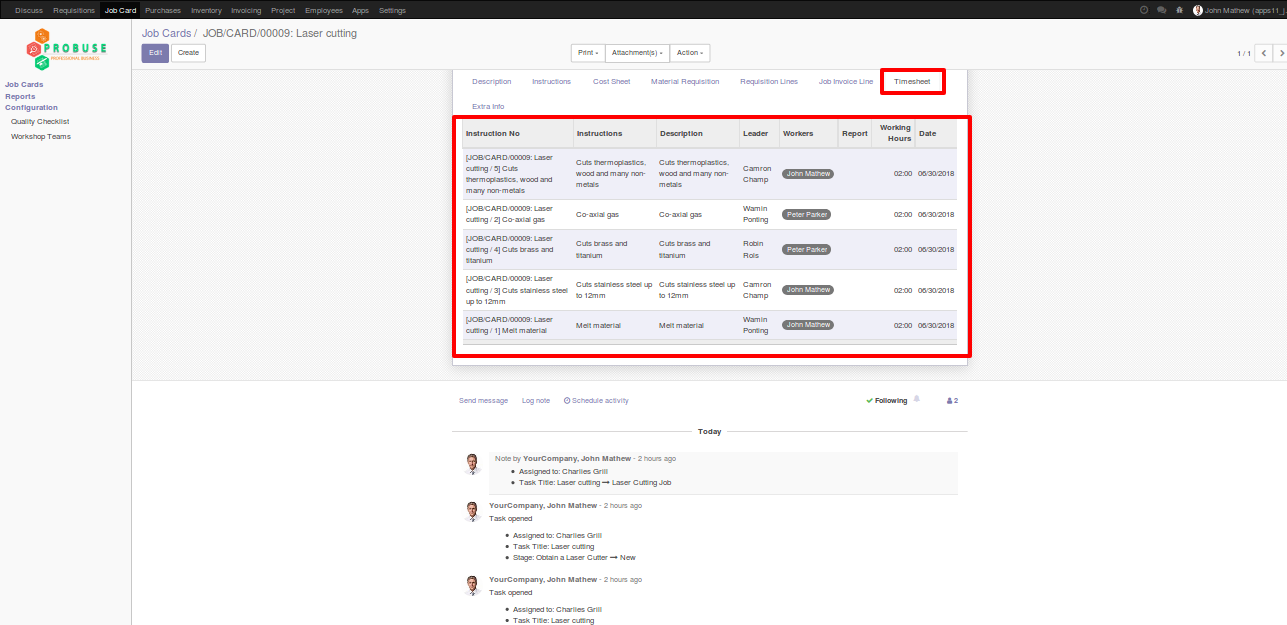 Discuss Requisitions Job Card Purchases Inventory Invoicing Project Employees Apps Settings
John Mathew (apps11_j
PROBUSE
PROFESSIONAL BUSINESS
Job Cards / JOB/CARD/00009: Laser cutting
Edit Create
Print Attachment(s) Action
1 / 1
Job Cards
Reports
Configuration
Quality Checklist
Workshop Teams
Description Instructions Cost Sheet Material Requisition Requisition Lines Job Invoice Line Timesheet
Extra Info
Instruction No Instructions Description Leader Workers Report Working Hours Date
[JOB/CARD/00009: Laser
cutting / 5] Cuts
thermoplastics, wood and
many non-metals
Cuts thermoplastics,
wood and many non-
metals
Cuts thermoplastics,
wood and many non-
metals
Camron
Champ
John Mathew
02:00 06/30/2018
[JOB/CARD/00009: Laser
cutting / 2] Co-axial gas
Co-axial gas
Co-axial gas
Wamin
Ponting
Peter Parker
02:00 06/30/2018
[JOB/CARD/00009: Laser
cutting / 4] Cuts brass and
titanium
Cuts brass and
titanium
Cuts brass and
titanium
Robin
Rois
Peter Parker
02:00 06/30/2018
[JOB/CARD/00009: Laser
cutting / 3] Cuts stainless steel
up to 12mm
Cuts stainless steel up
to 12mm
Cuts stainless steel up
to 12mm
Camron
Champ
John Mathew
02:00 06/30/2018
[JOB/CARD/00009: Laser
cutting / 1] Melt material
Melt material
Melt material
Wamin
Ponting
John Mathew
02:00 06/30/2018
Send message Log note Schedule activity
Following 2
Today
Note by YourCompany, John Mathew - 2 hours ago
Assigned to: Charlies Grill
Task Title: Laser cutting → Laser Cutting Job
YourCompany, John Mathew - 2 hours ago
Task opened
Assigned to: Charlies Grill
Task Title: Laser cutting
Stage: Obtain a Laser Cutter → New
YourCompany, John Mathew - 2 hours ago
Task opened
Assigned to: Charlies Grill
Task Title: Laser cutting